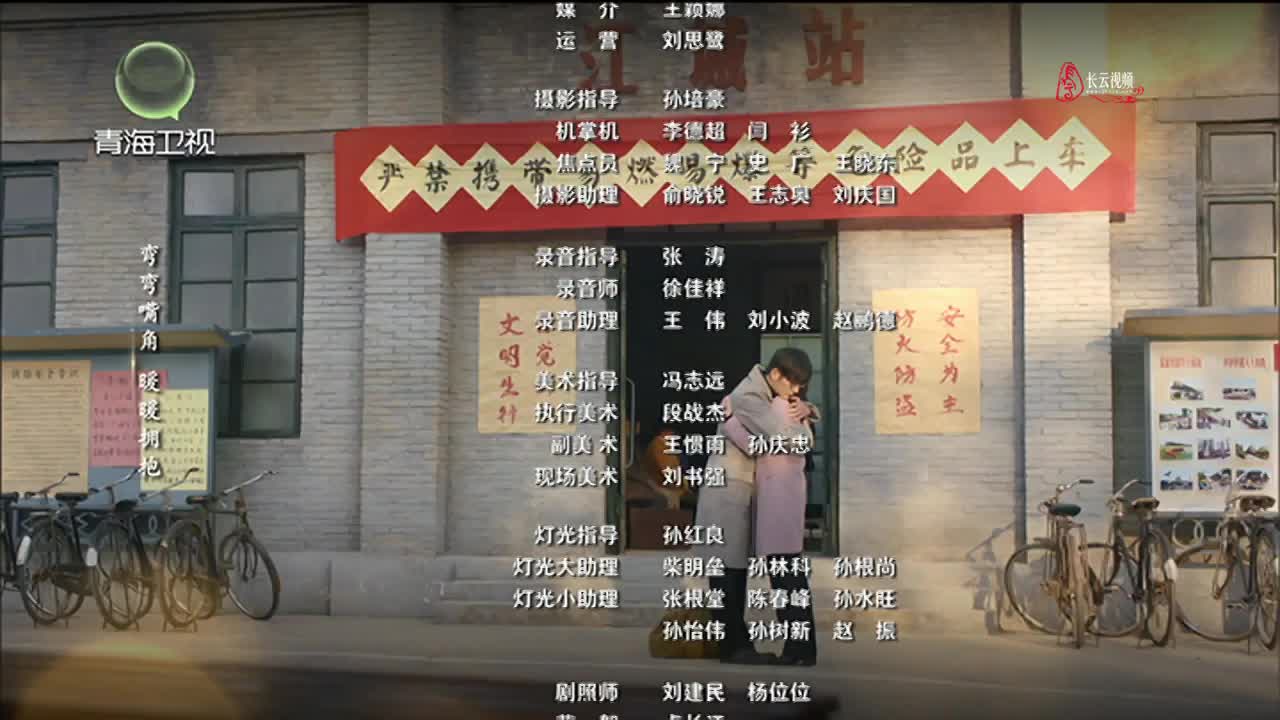 媒 介 王颖娜
运 营 刘思鹭
江城站
长云视频
青海卫视
摄影指导 孙培豪
机掌机 李德超 闫 衫
焦点员 魏 宁 史 厅 王晓东
摄影助理 俞晓锐 王志奥 刘庆国
严禁携带易燃易爆等危险品上车
录音指导 张 涛
录音师 徐佳祥
录音助理 王 伟 刘小波 赵鹏德
弯弯嘴角 暖暖拥抱
文明生行
安全为主
防火防盗
美术指导 冯志远
执行美术 段战杰
副美术 王惯雨 孙庆忠
现场美术 刘书强
灯光指导 孙红良
灯光大助理 柴明垒 孙林科 孙根尚
灯光小助理 张根堂 陈春峰 孙水旺
孙怡伟 孙树新 赵 振
剧照师 刘建民 杨位位